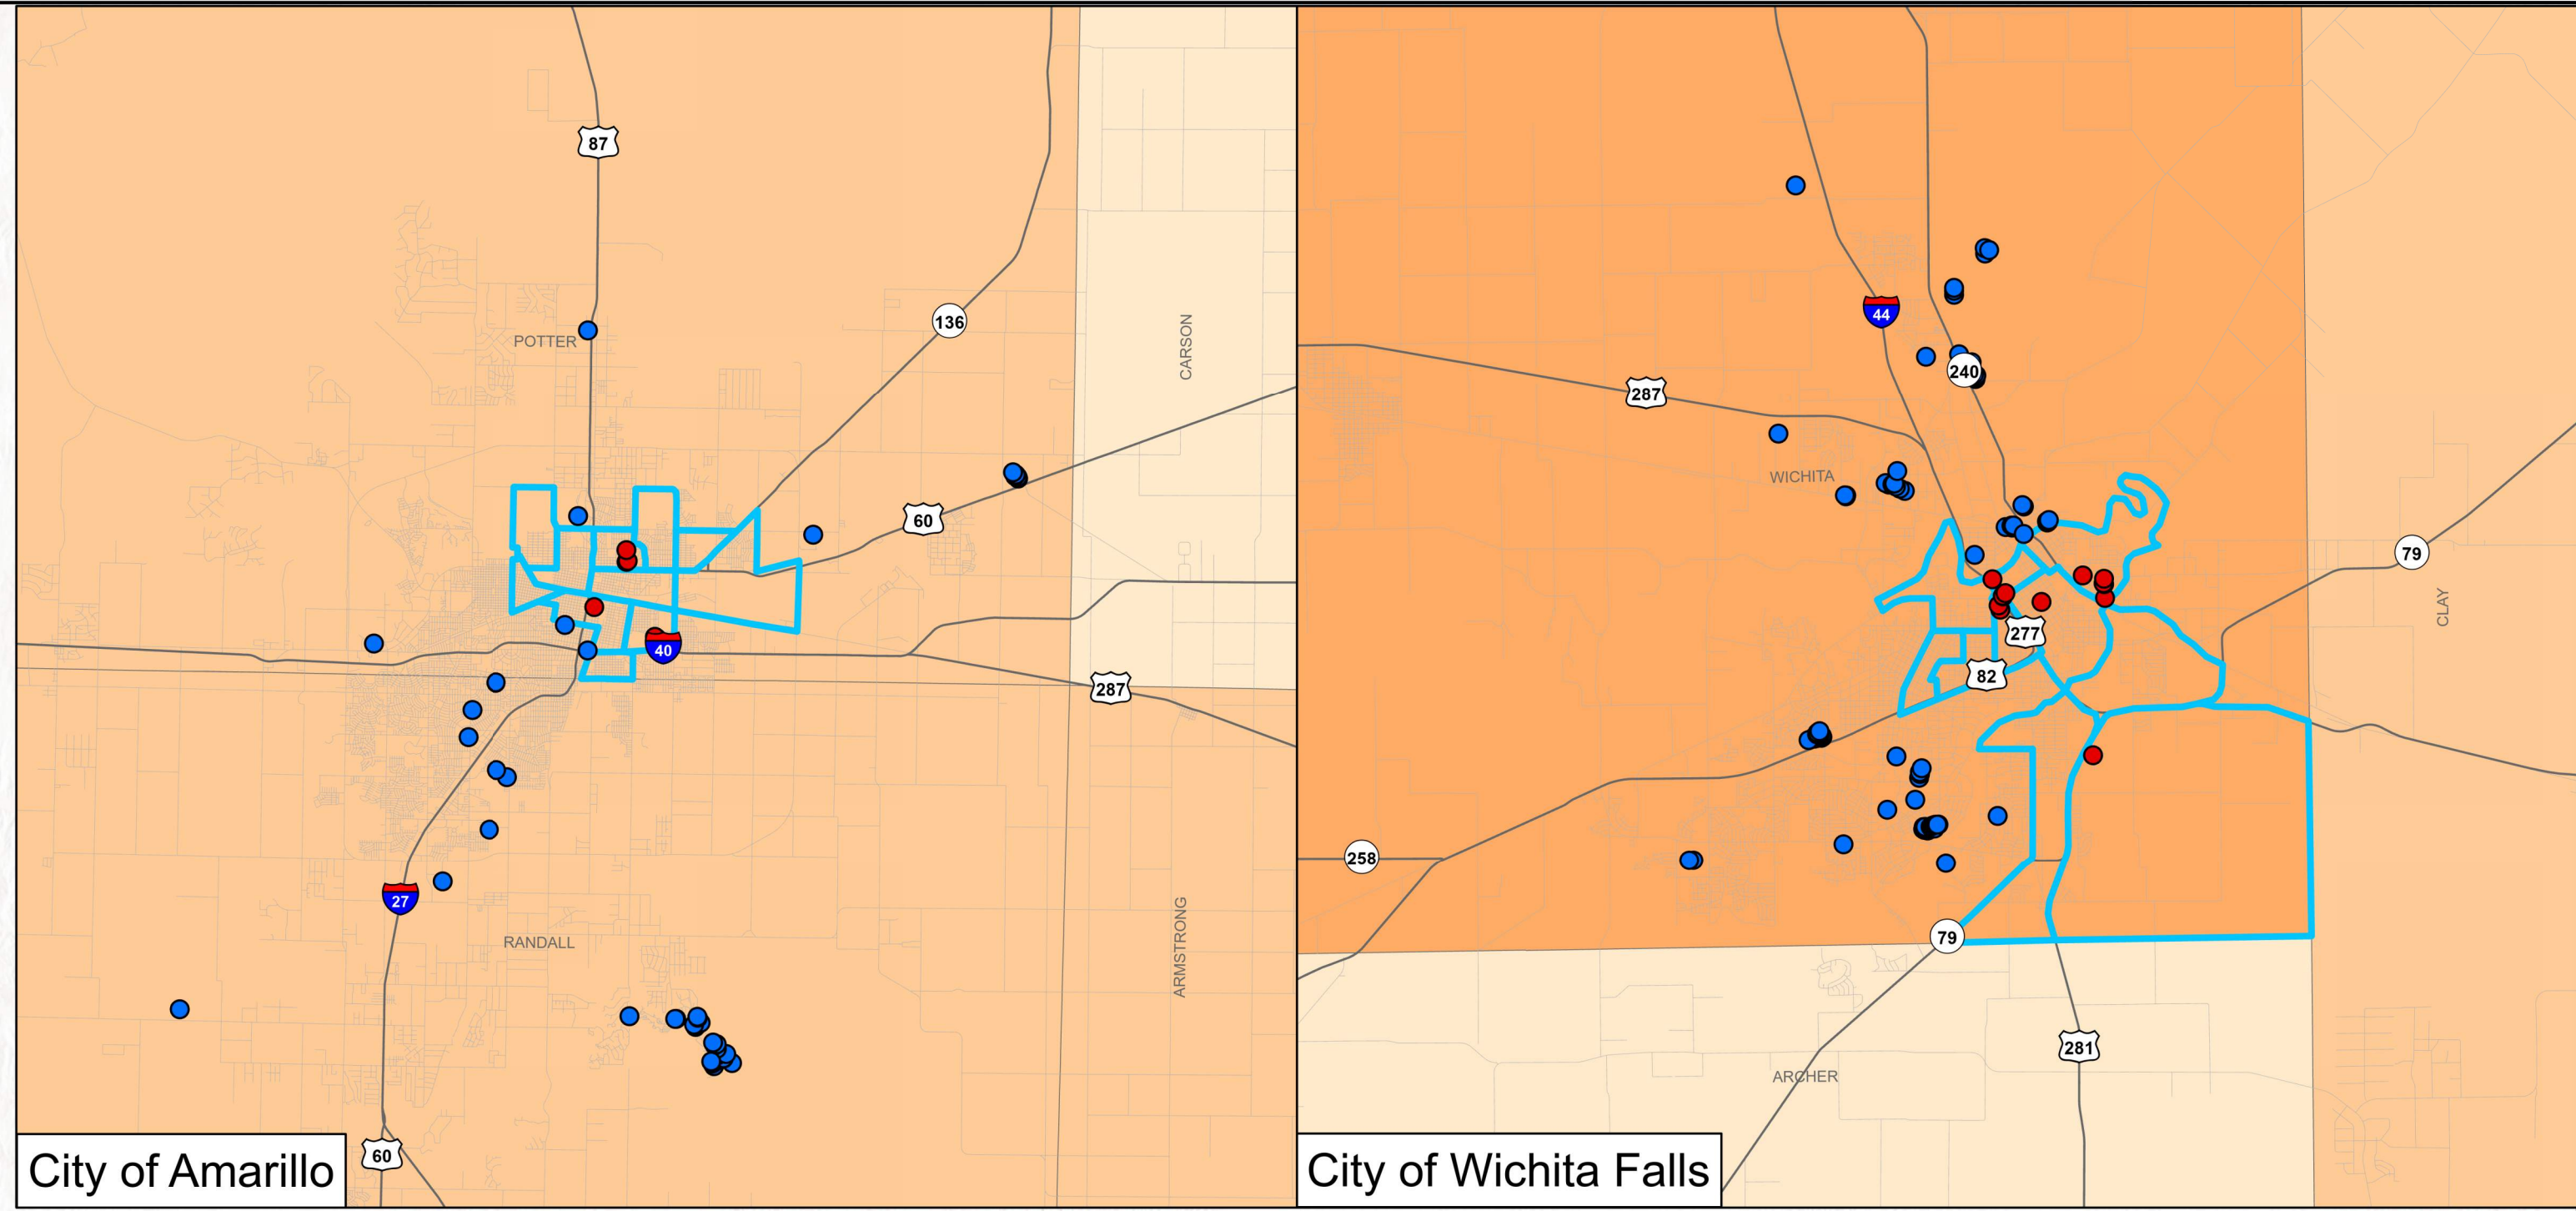 87
POTTER
136
CARSON
60
40
287
27
RANDALL
ARMSTRONG
60
City of Amarillo
44
240
287
WICHITA
79
CLAY
277
82
258
79
281
ARCHER
City of Wichita Falls